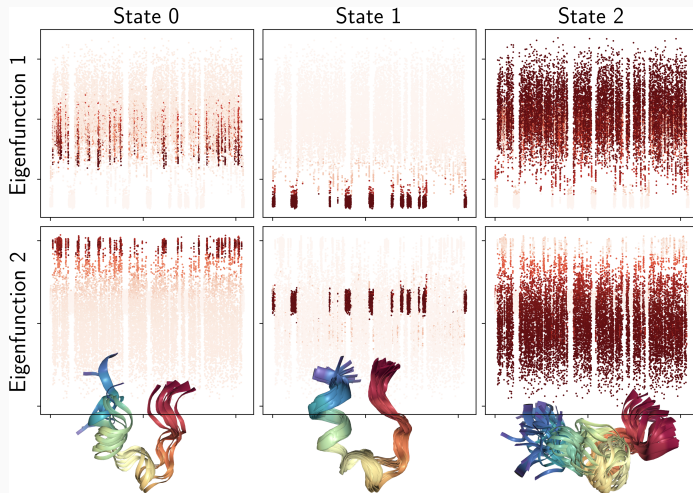 State 0
State 1
State 2
Eigenfunction 1
Eigenfunction 2